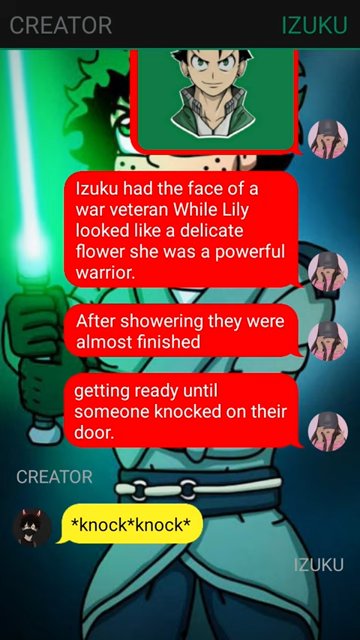 CREATOR IZUKU
Izuku had the face of a
war veteran While Lily
looked like a delicate
flower she was a powerful
warrior.
After showering they were
almost finished
getting ready until
someone knocked on their
door.
CREATOR
*knock*knock*
IZUKU